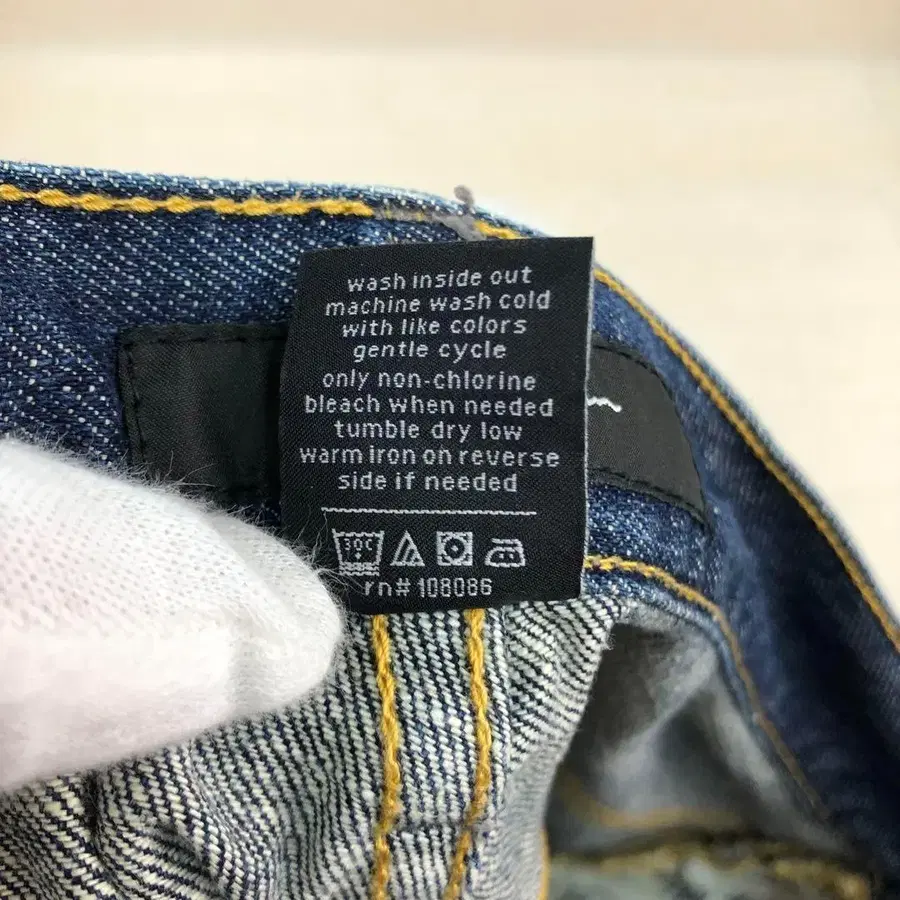 wash inside out
machine wash cold
with like colors
gentle cycle
only non-chlorine
bleach when needed
tumble dry low
warm iron on reverse
side if needed
30C
rn# 108086